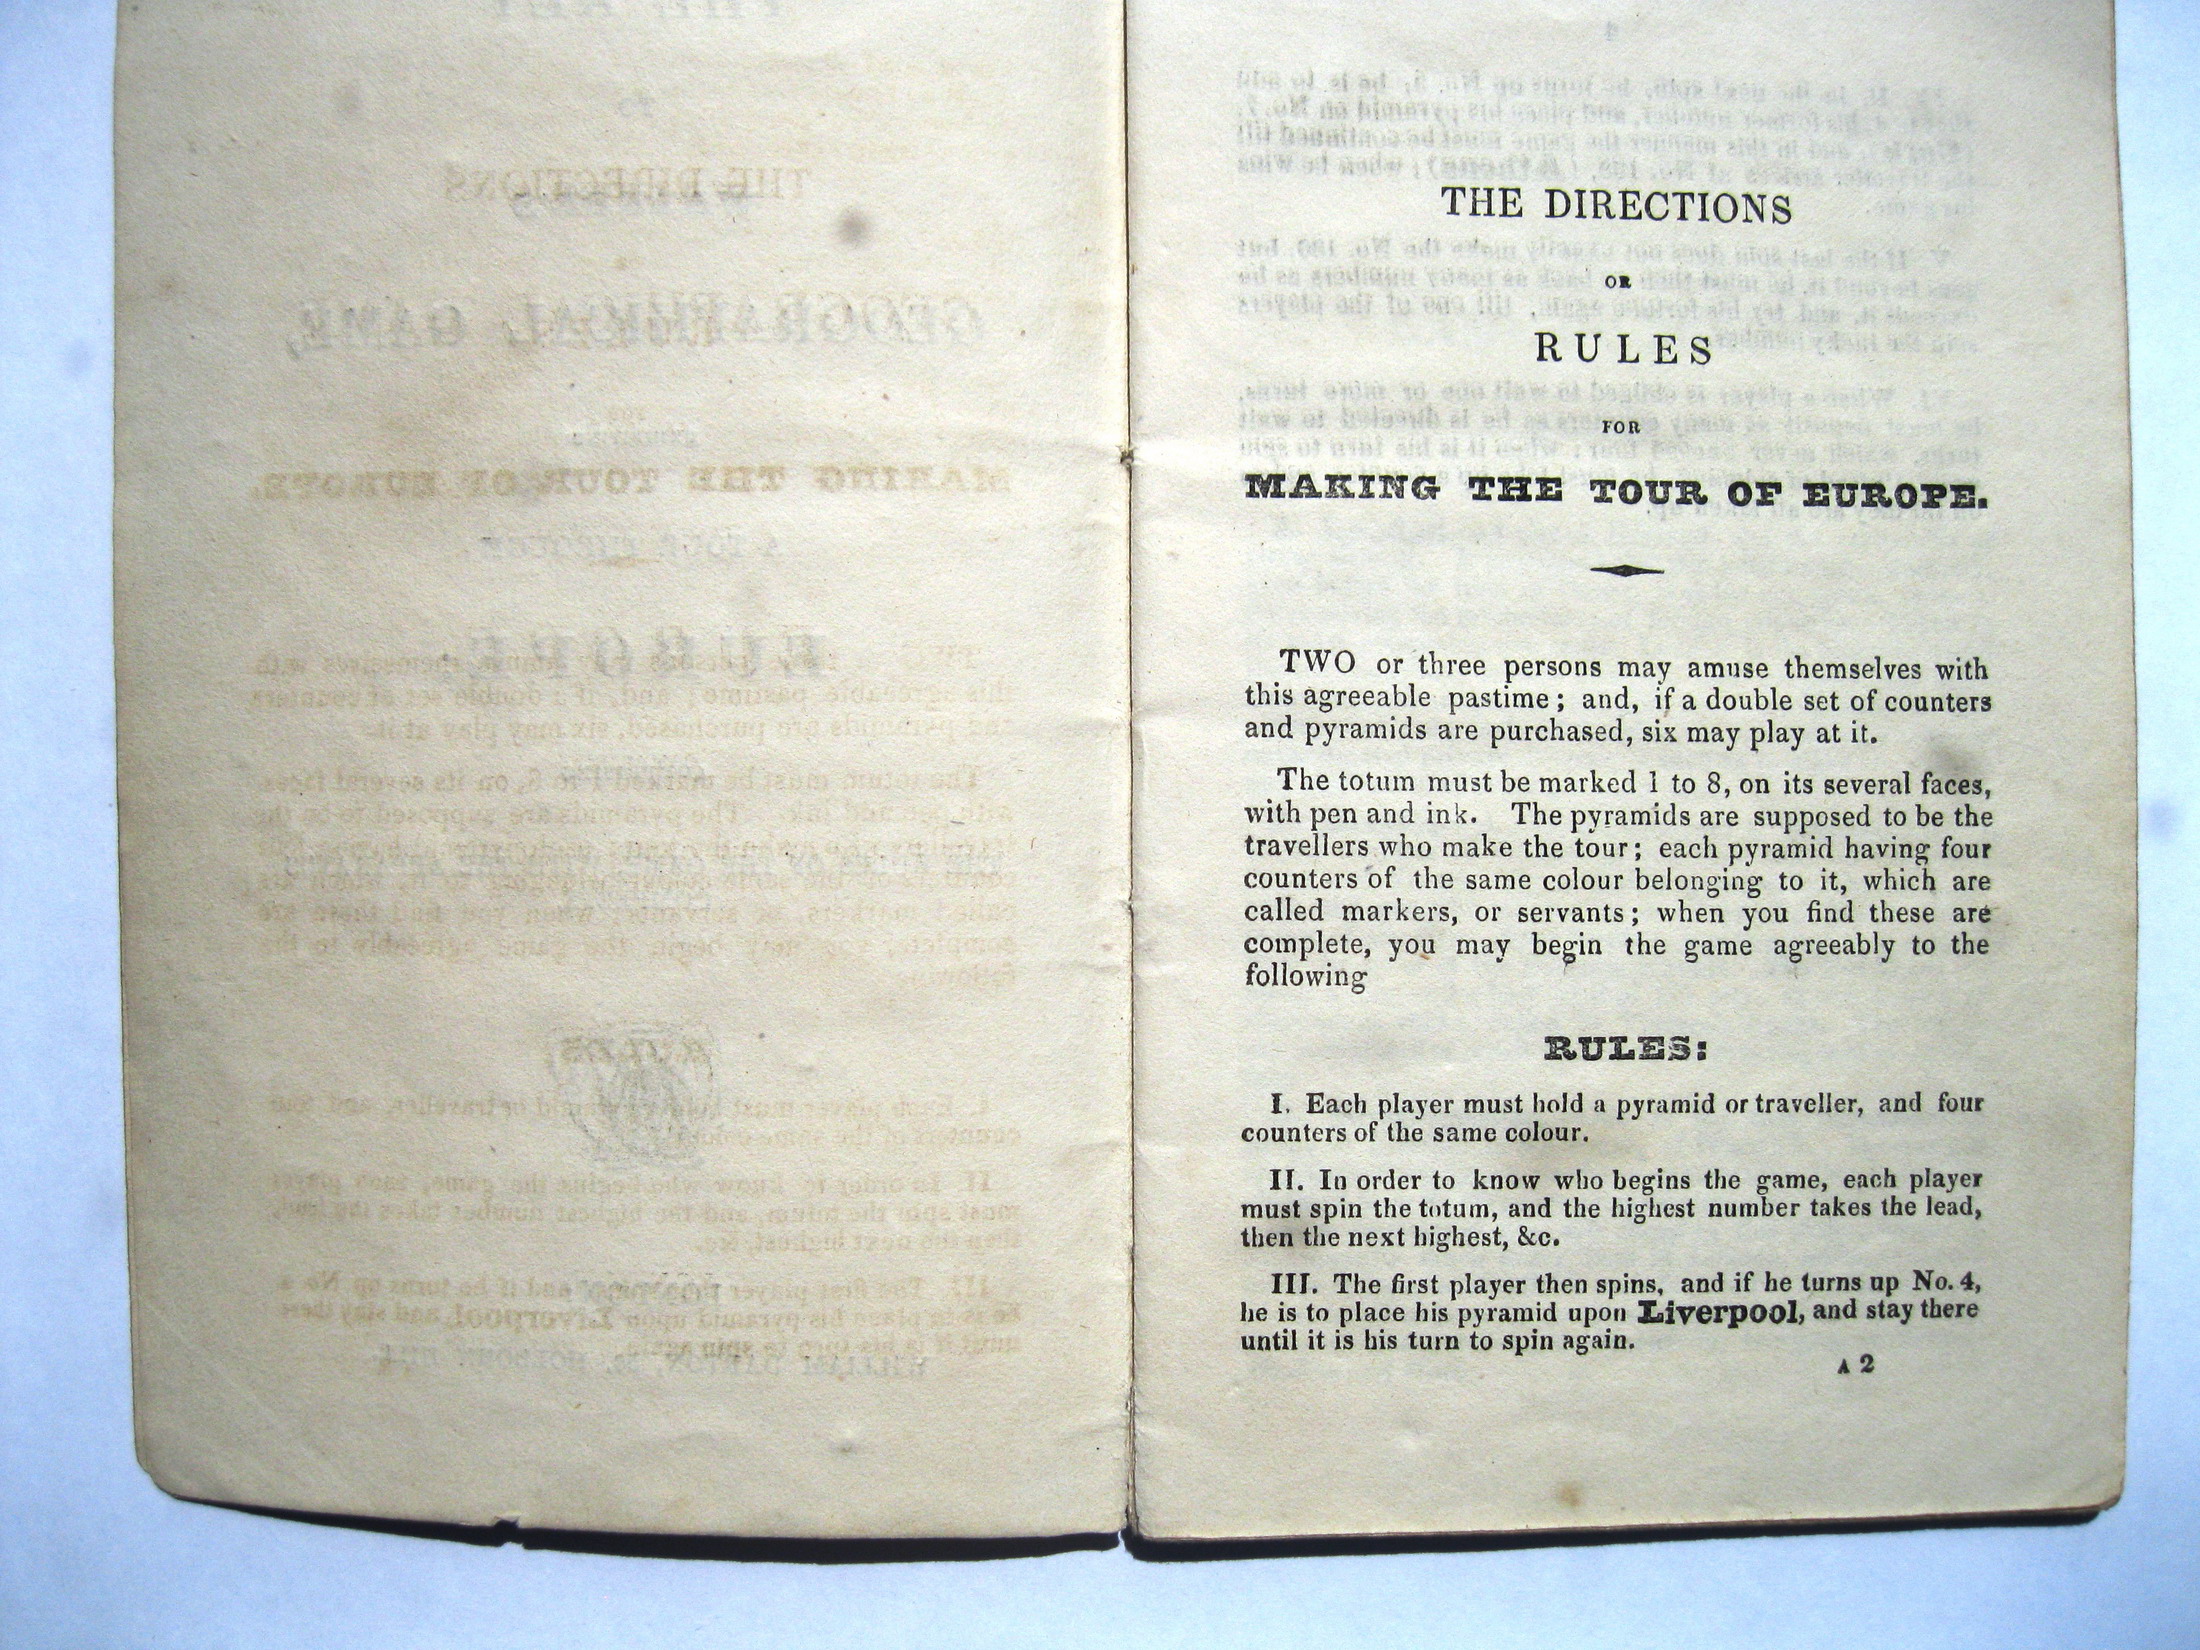 THE DIRECTIONS
OR
RULES
FOR
MAKING THE TOUR OF EUROPE.
TWO or three persons may amuse themselves with
this agreeable pastime; and, if a double set of counters
and pyramids are purchased, six may play at it.
The totum must be marked 1 to 8, on its several faces,
with pen and ink. The pyramids are supposed to be the
travellers who make the tour; each pyramid having four
counters of the same colour belonging to it, which are
called markers, or servants; when you find these are
complete, you may begin the game agreeably to the
following
RULES:
I. Each player must hold a pyramid or traveller, and four
counters of the same colour.
II. In order to know who begins the game, each player
must spin the totum, and the highest number takes the lead,
then the next highest, &c.
III. The first player then spins, and if he turns up No. 4,
he is to place his pyramid upon Liverpool, and stay there
until it is his turn to spin again.
A 2